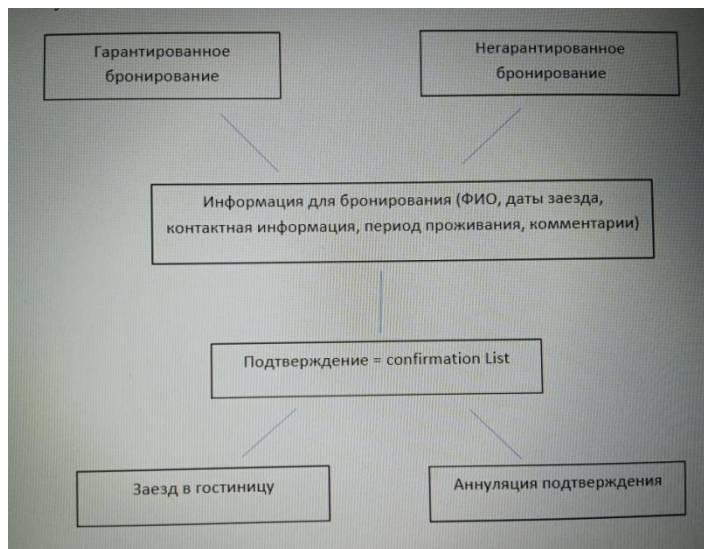 Гарантированное
бронирование
Негарантированное
бронирование
Информация для бронирования (ФИО, даты заезда,
контактная информация, период проживания, комментарии)
Подтверждение = confirmation List
Заезд в гостиницу
Аннуляция подтверждения